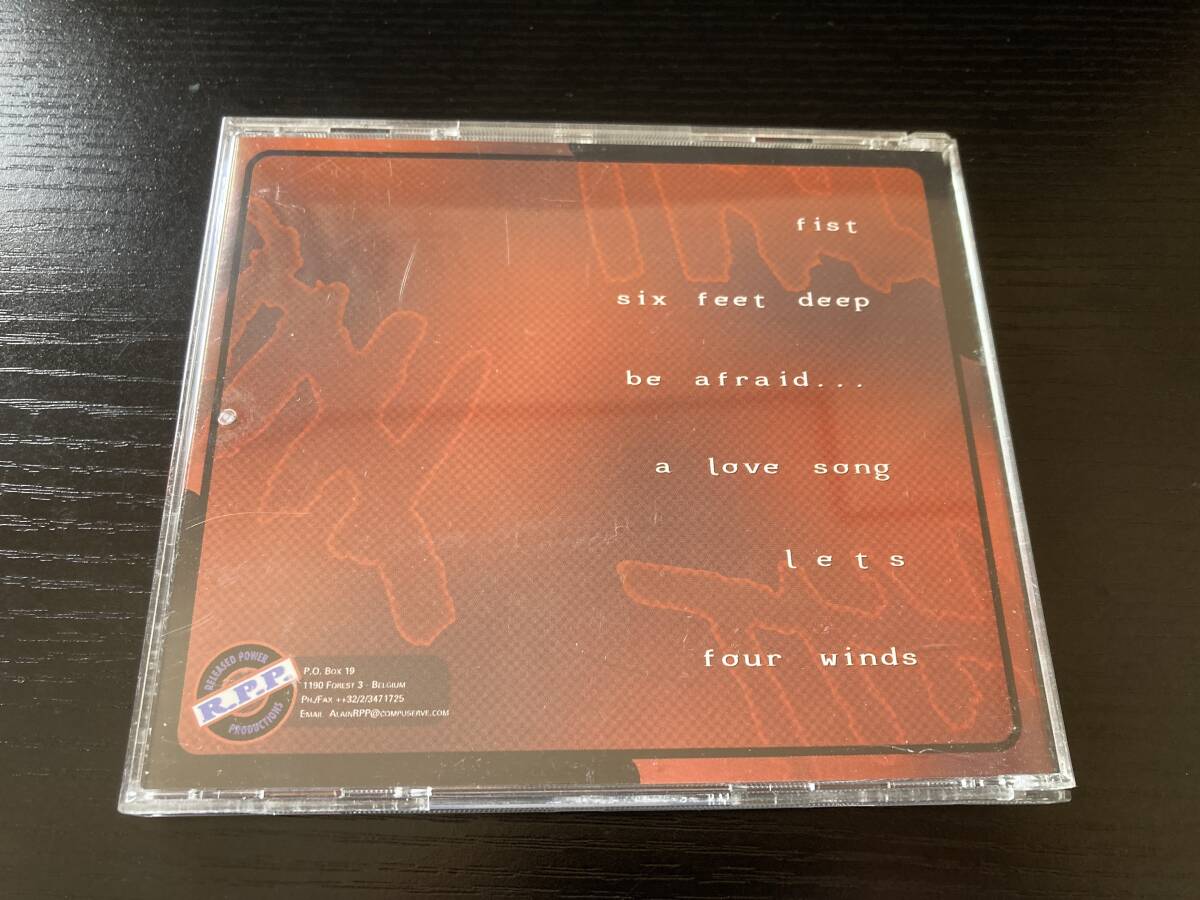 fist
six feet deep
be afraid...
a love song
lets
four winds
RELEASED POWER
R.P.P.
PRODUCTIONS
P.O. Box 19
1190 Forest 3 - Belgium
Ph./Fax ++32/2/3471725
Email AlainRPP@compuserve.com